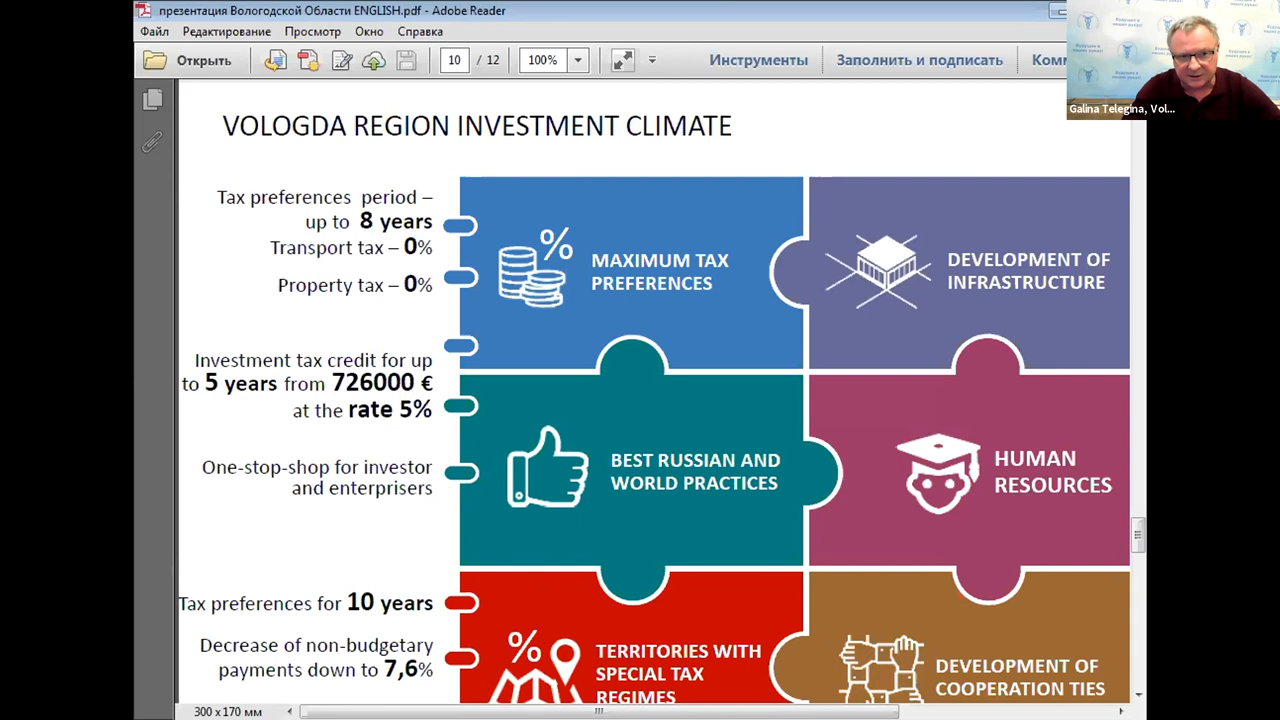 презентация Вологодской Области ENGLISH.pdf - Adobe Reader
Файл Редактирование Просмотр Окно Справка
Открыть 10 / 12 100% Инструменты Заполнить и подписать
Galina Telegina, Vol...
VOLOGDA REGION INVESTMENT CLIMATE
Tax preferences period –
up to 8 years
Transport tax – 0%
Property tax – 0%
%
MAXIMUM TAX
PREFERENCES
DEVELOPMENT OF
INFRASTRUCTURE
Investment tax credit for up
to 5 years from 726000 €
at the rate 5%
One-stop-shop for investor
and enterprisers
BEST RUSSIAN AND
WORLD PRACTICES
HUMAN
RESOURCES
Tax preferences for 10 years
Decrease of non-budgetary
payments down to 7,6%
%
TERRITORIES WITH
SPECIAL TAX
REGIMES
DEVELOPMENT OF
COOPERATION TIES
300 x 170 мм